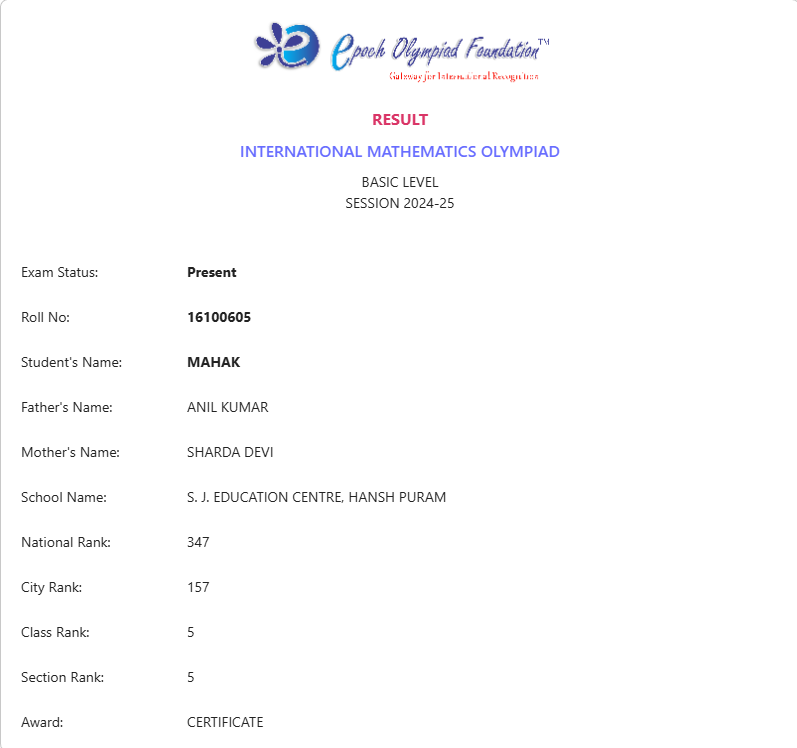 Epoch Olympiad Foundation™
Gateway for International Recognition
RESULT
INTERNATIONAL MATHEMATICS OLYMPIAD
BASIC LEVEL
SESSION 2024-25
Exam Status: Present
Roll No: 16100605
Student's Name: MAHAK
Father's Name: ANIL KUMAR
Mother's Name: SHARDA DEVI
School Name: S. J. EDUCATION CENTRE, HANSH PURAM
National Rank: 347
City Rank: 157
Class Rank: 5
Section Rank: 5
Award: CERTIFICATE